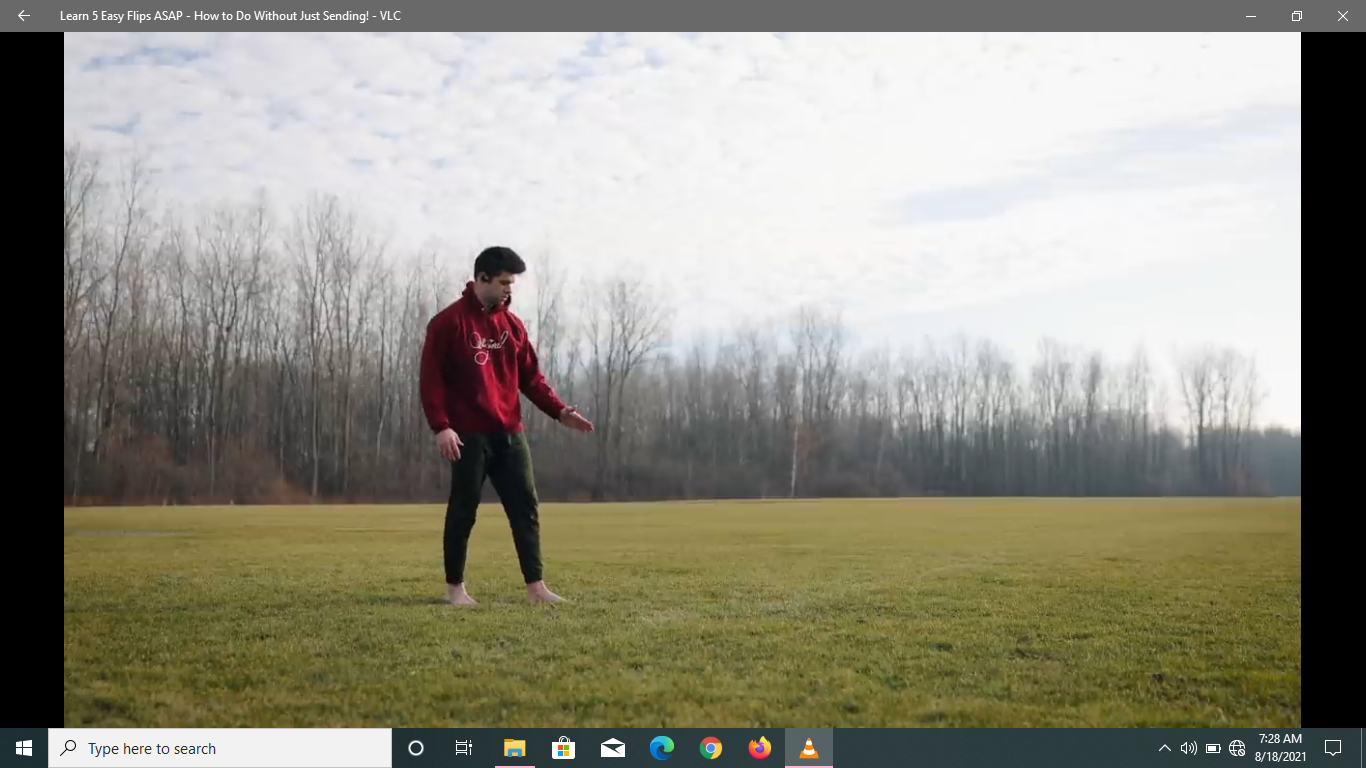 Learn 5 Easy Flips ASAP - How to Do Without Just Sending! - VLC
Original
Type here to search
7:28 AM
8/18/2021